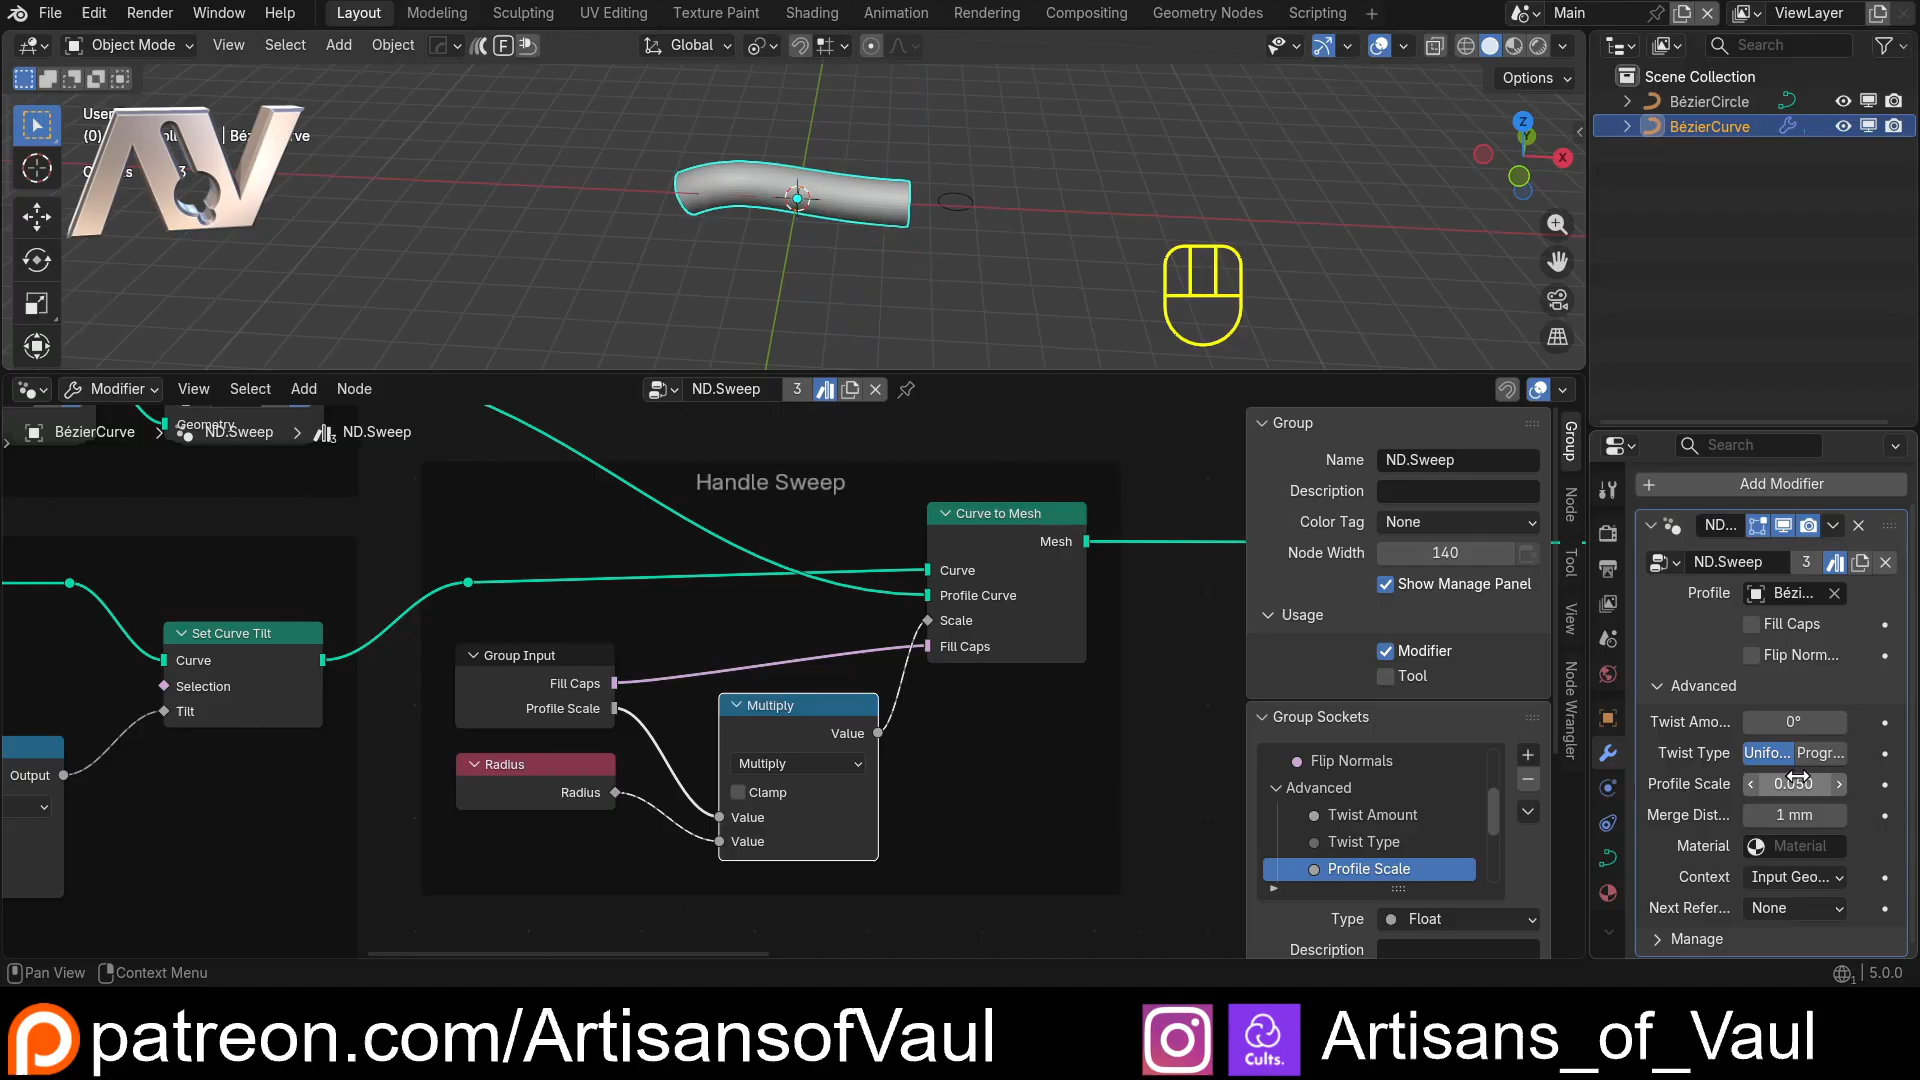 File Edit Render Window Help Layout Modeling Sculpting UV Editing Texture Paint Shading Animation Rendering Compositing Geometry Nodes Scripting + Main ViewLayer
Object Mode View Select Add Object Global Search
Options
Scene Collection
BézierCircle
BézierCurve
Z
Y
X
AV
Modifier View Select Add Node ND.Sweep 3
BézierCurve > ND.Sweep > ND.Sweep
Geometry
Handle Sweep
Curve to Mesh
Mesh
Curve
Profile Curve
Scale
Fill Caps
Set Curve Tilt
Curve
Selection
Tilt
Output
Group Input
Fill Caps
Profile Scale
Radius
Radius
Multiply
Value
Multiply
Clamp
Value
Value
Group
Name ND.Sweep
Description
Color Tag None
Node Width 140
Show Manage Panel
Usage
Modifier
Tool
Group Sockets
Flip Normals
Advanced
Twist Amount
Twist Type
Profile Scale
Type Float
Description
Group
Node
Tool
View
Node Wrangler
Search
Add Modifier
ND...
ND.Sweep 3
Profile Bézi...
Fill Caps
Flip Norm...
Advanced
Twist Amo... 0°
Twist Type Unifo... Progr...
Profile Scale 0.050
Merge Dist... 1 mm
Material Material
Context Input Geo...
Next Refer... None
Manage
Pan View Context Menu 5.0.0
patreon.com/ArtisansofVaul Cults. Artisans_of_Vaul